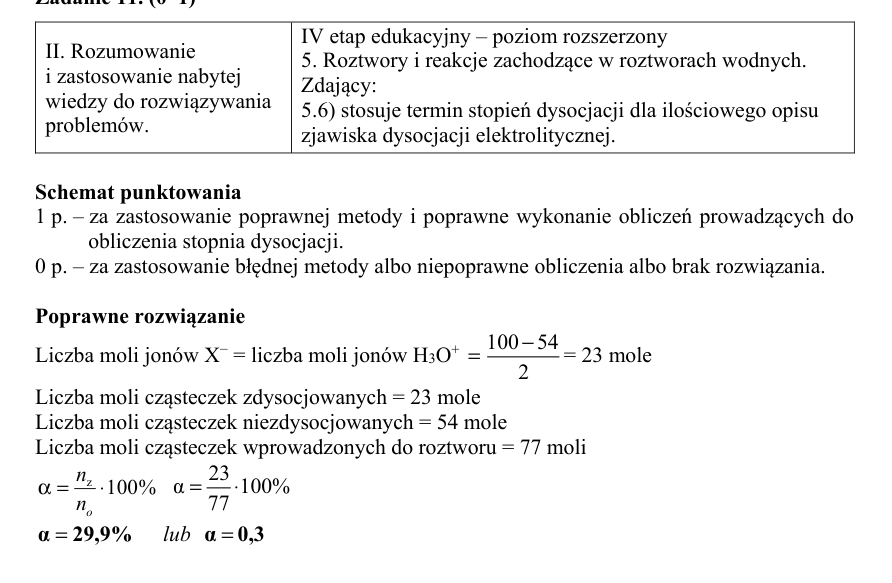 Zadanie 11. (0–1)
II. Rozumowanie
i zastosowanie nabytej
wiedzy do rozwiązywania
problemów.
IV etap edukacyjny – poziom rozszerzony
5. Roztwory i reakcje zachodzące w roztworach wodnych.
Zdający:
5.6) stosuje termin stopień dysocjacji dla ilościowego opisu
zjawiska dysocjacji elektrolitycznej.
Schemat punktowania
1 p. – za zastosowanie poprawnej metody i poprawne wykonanie obliczeń prowadzących do
obliczenia stopnia dysocjacji.
0 p. – za zastosowanie błędnej metody albo niepoprawne obliczenia albo brak rozwiązania.
Poprawne rozwiązanie
Liczba moli jonów X⁻ = liczba moli jonów H₃O⁺ = (100 – 54)/2 = 23 mole
Liczba moli cząsteczek zdysocjowanych = 23 mole
Liczba moli cząsteczek niezdysocjowanych = 54 mole
Liczba moli cząsteczek wprowadzonych do roztworu = 77 moli
α = n_z/n_o · 100% α = 23/77 · 100%
α = 29,9% lub α = 0,3